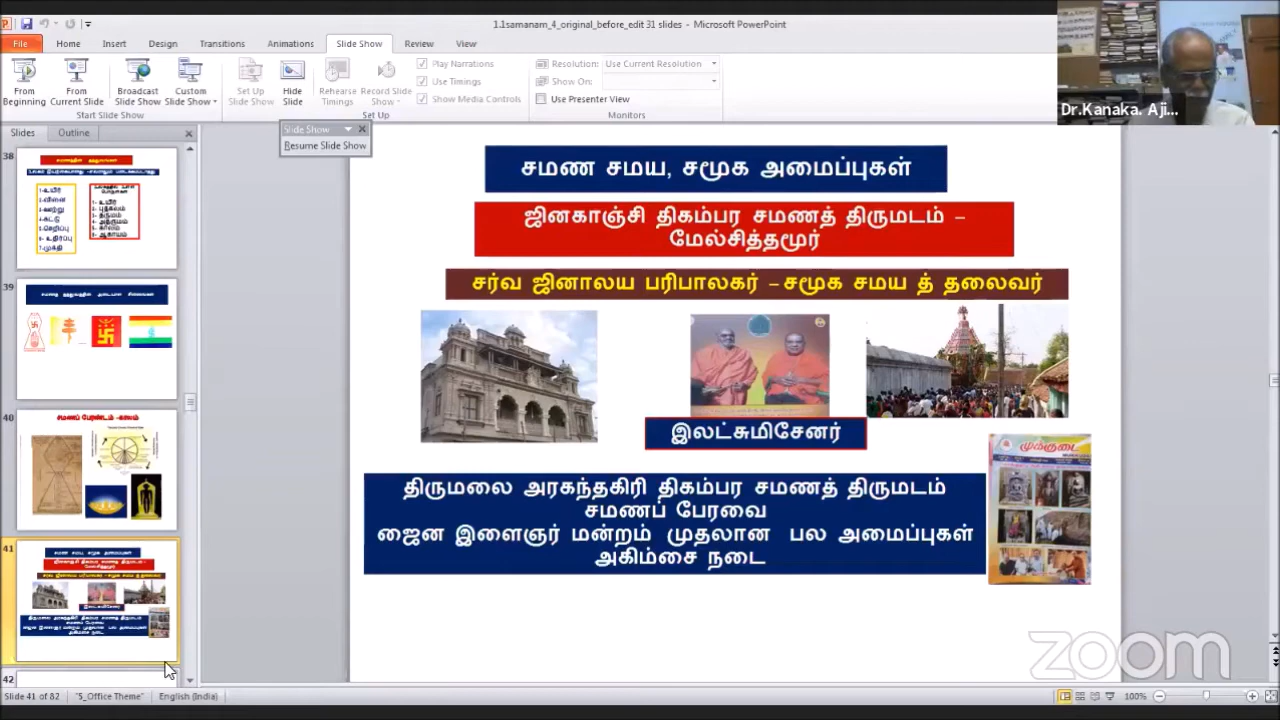 1.1samanam_4_original_before_edit 31 slides - Microsoft PowerPoint
File Home Insert Design Transitions Animations Slide Show Review View
From Beginning
From Current Slide
Broadcast Slide Show
Custom Slide Show
Start Slide Show
Set Up Slide Show
Hide Slide
Rehearse Timings
Record Slide Show
Play Narrations
Use Timings
Show Media Controls
Set Up
Resolution: Use Current Resolution
Show On:
Use Presenter View
Monitors
Dr.Kanaka. Aji...
Slides Outline
Slide Show
Resume Slide Show
38
39
40
41
42
சமண சமய, சமூக அமைப்புகள்
ஜினகாஞ்சி திகம்பர சமணத் திருமடம் –
மேல்சித்தமூர்
சர்வ ஜினாலய பரிபாலகர் – சமூக சமய த் தலைவர்
இலட்சுமிசேனர்
திருமலை அரகந்தகிரி திகம்பர சமணத் திருமடம்
சமணப் பேரவை
ஜைன இளைஞர் மன்றம் முதலான பல அமைப்புகள்
அகிம்சை நடை
முக்குடை
zoom
Slide 41 of 82 "5_Office Theme" English (India) 100%